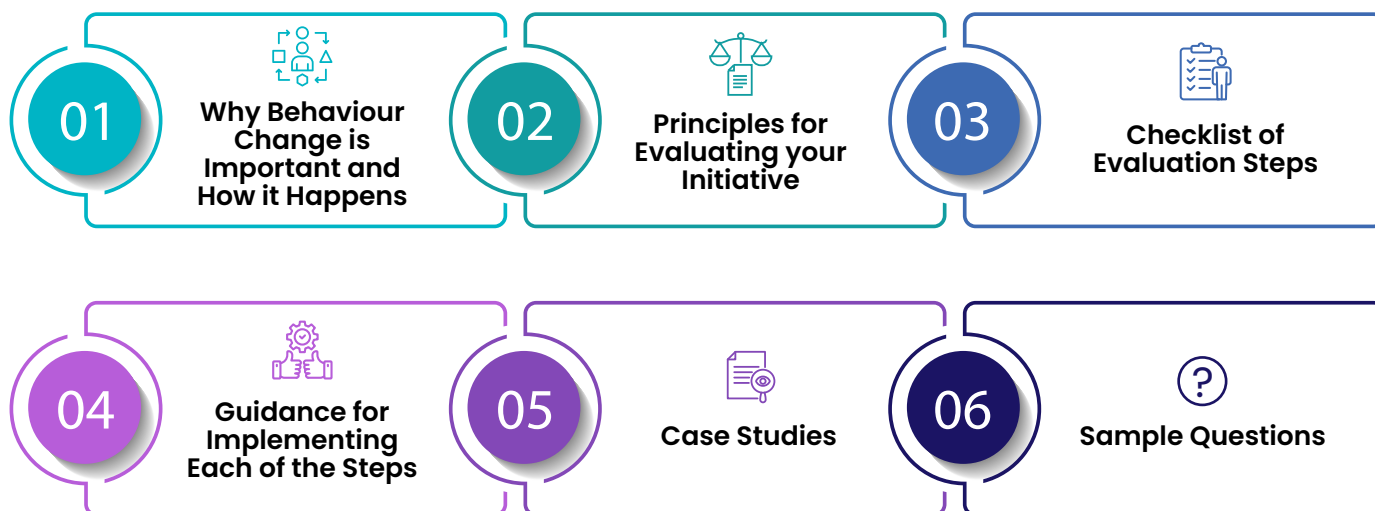 01
Why Behaviour
Change is
Important and
How it Happens
02
Principles for
Evaluating your
Initiative
03
Checklist of
Evaluation Steps
04
Guidance for
Implementing
Each of the Steps
05
Case Studies
06
?
Sample Questions